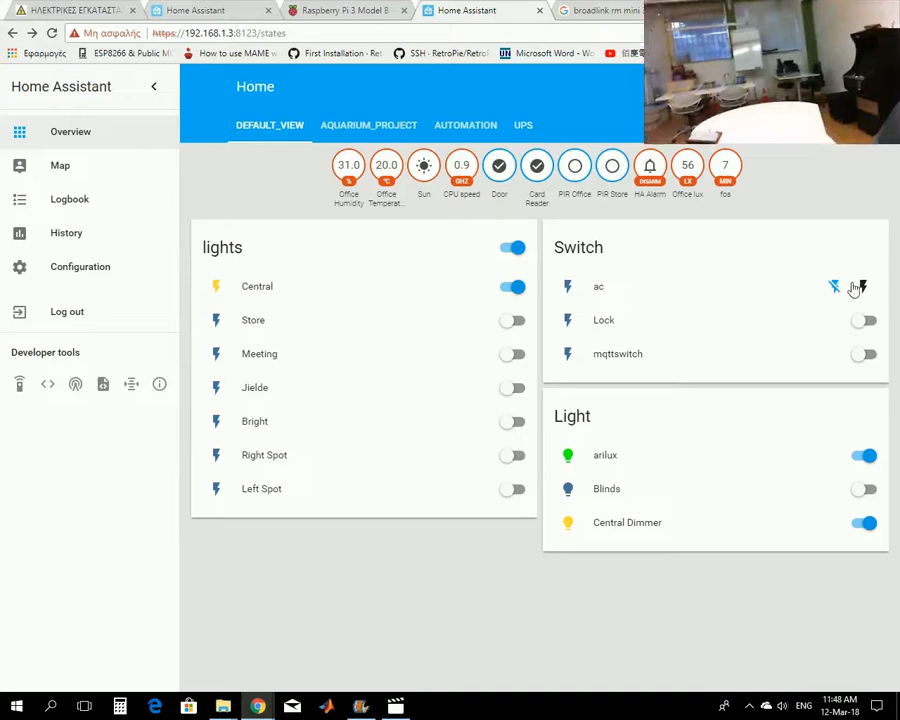 ΗΛΕΚΤΡΙΚΕΣ ΕΓΚΑΤΑΣΤΑ
Home Assistant
Raspberry Pi 3 Model B
Home Assistant
broadlink rm mini
Μη ασφαλής
https://192.168.1.3:8123/states
Εφαρμογές
ESP8266 & Public M
How to use MAME w
First Installation - Ret
SSH - RetroPie/Retro
Microsoft Word - Wo
Home Assistant
Home
DEFAULT_VIEW
AQUARIUM_PROJECT
AUTOMATION
UPS
Overview
Map
Logbook
History
Configuration
Log out
Developer tools
31.0
%
Office Humidity
20.0
°C
Office Temperat...
Sun
0.9
GHZ
CPU speed
Door
Card Reader
PIR Office
PIR Store
DISARM
HA Alarm
56
LX
Office lux
7
MIN
fos
lights
Central
Store
Meeting
Jielde
Bright
Right Spot
Left Spot
Switch
ac
Lock
mqttswitch
Light
arilux
Blinds
Central Dimmer
ENG
11:48 AM
12-Mar-18